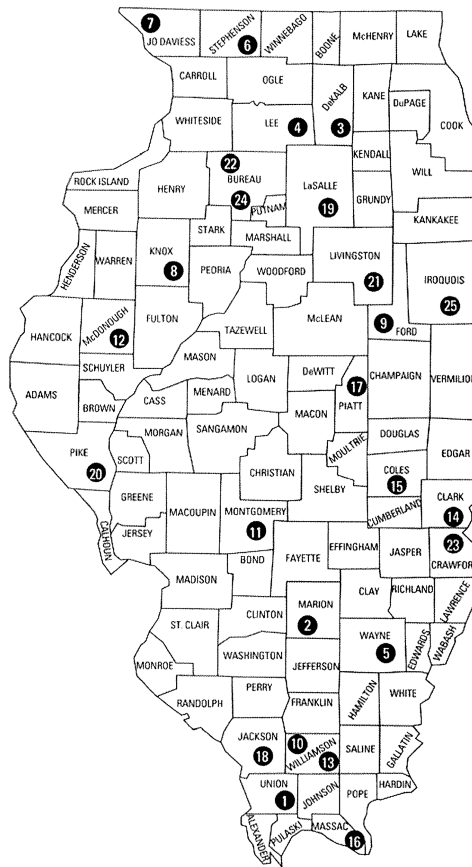 7
JO DAVIESS
STEPHENSON
6
WINNEBAGO
BOONE
McHENRY
LAKE
CARROLL
OGLE
DeKALB
3
KANE
DuPAGE
COOK
WHITESIDE
LEE
4
KENDALL
WILL
22
BUREAU
24
PUTNAM
LaSALLE
19
GRUNDY
ROCK ISLAND
HENRY
MERCER
KANKAKEE
STARK
MARSHALL
HENDERSON
WARREN
KNOX
8
PEDRIA
WOODFORD
LIVINGSTON
21
IROQUOIS
25
HANCOCK
McDONOUGH
12
FULTON
TAZEWELL
McLEAN
9
FORD
MASON
SCHUYLER
LOGAN
DeWITT
17
PIATT
CHAMPAIGN
VERMILION
ADAMS
BROWN
CASS
MENARD
MACON
MORGAN
SANGAMON
MOULTRIE
DOUGLAS
EDGAR
PIKE
20
SCOTT
CHRISTIAN
COLES
15
SHELBY
GREENE
MACOUPIN
MONTGOMERY
11
CUMBERLAND
CLARK
14
CALHOUN
JERSEY
BOND
FAYETTE
EFFINGHAM
JASPER
23
CRAWFORD
MADISON
CLAY
RICHLAND
LAWRENCE
CLINTON
MARION
2
ST. CLAIR
WAYNE
5
EDWARDS
WABASH
MONROE
WASHINGTON
JEFFERSON
RANDOLPH
PERRY
FRANKLIN
HAMILTON
WHITE
JACKSON
18
10
WILLIAMSON
13
SALINE
GALLATIN
UNION
1
JOHNSON
POPE
HARDIN
ALEXANDER
PULASKI
MASSAC
16